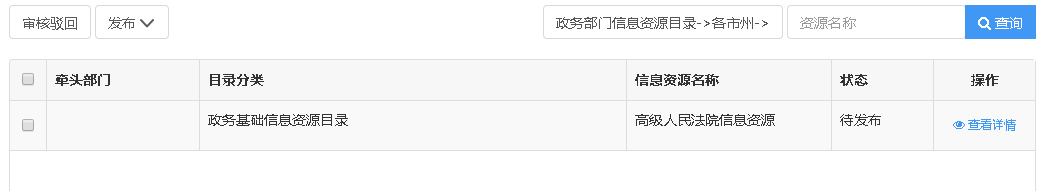 审核驳回 发布 政务部门信息资源目录->各市州-> 资源名称 查询
牵头部门 目录分类 信息资源名称 状态 操作
政务基础信息资源目录 高级人民法院信息资源 待发布 查看详情